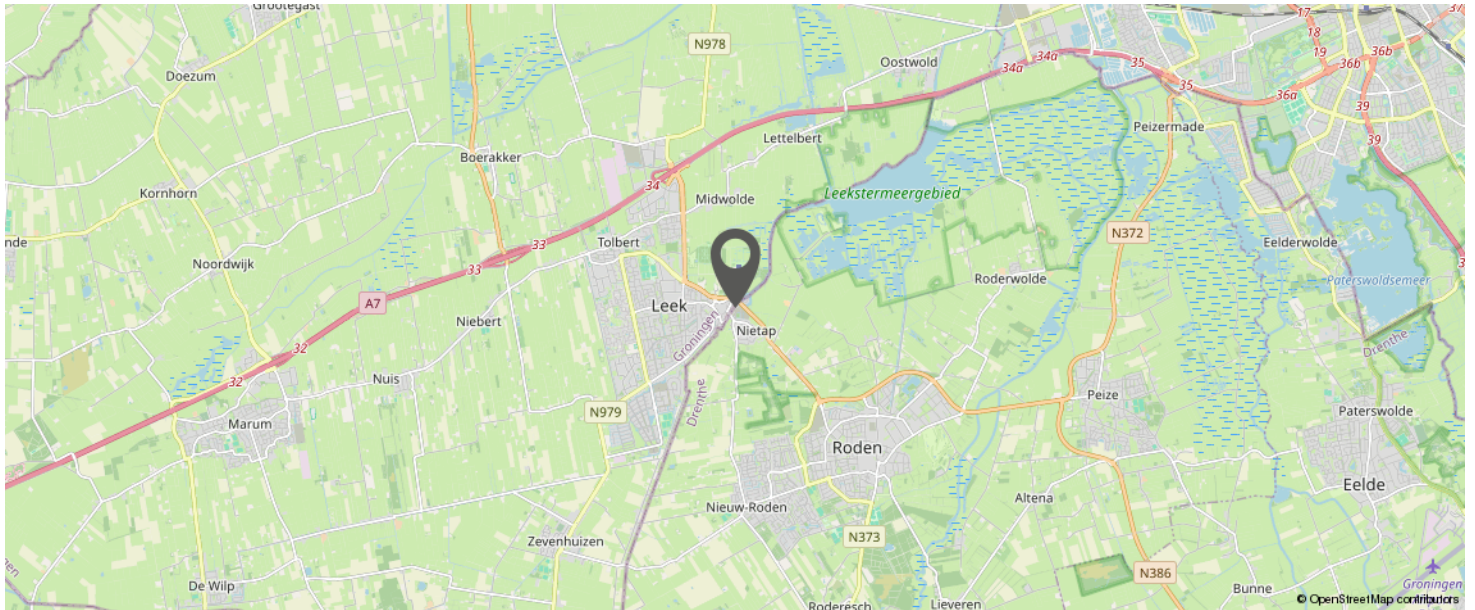 Grootegast
N978
17
37
18
36b
Doezum
Oostwold
34a
34a
35
19
36b
35
36a
39
Peizermade
Lettelbert
39
Boerakker
34
Kornhorn
Midwolde
Leekstermeergebied
N372
Tolbert
33
Eelderwolde
33
Noordwijk
Roderwolde
Paterswoldsemeer
A7
Leek
Niebert
Groningen
Nietap
32
Drenthe
32
Nuis
Drenthe
Peize
N979
Paterswolde
Marum
Roden
Eelde
Altena
Nieuw-Roden
N373
Zevenhuizen
N386
De Wilp
Bunne
Groningen
Roderesch
Lieveren
© OpenStreetMap contributors